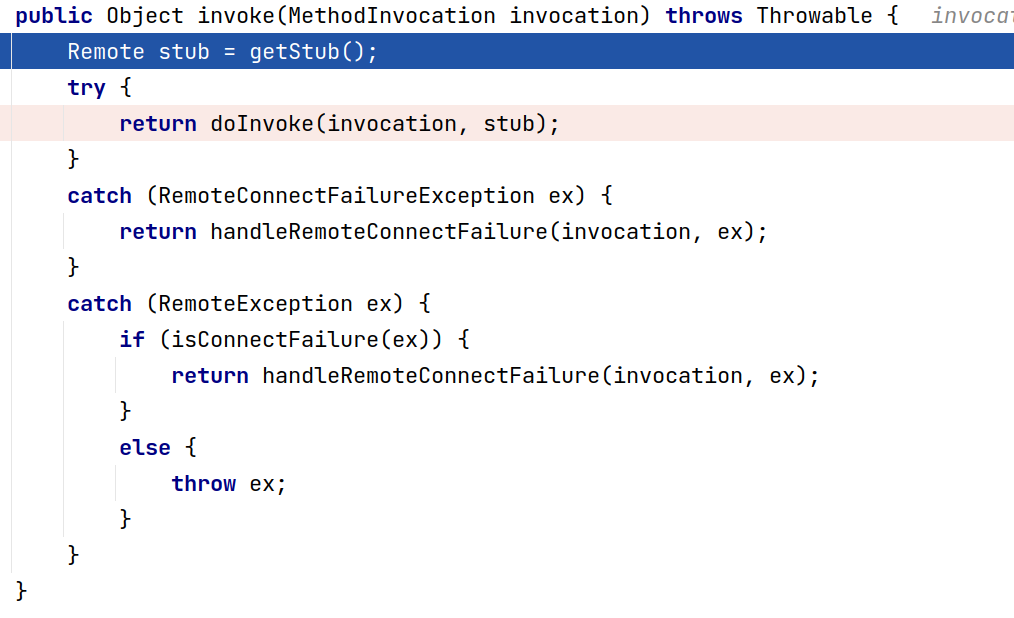 public Object invoke(MethodInvocation invocation) throws Throwable {
Remote stub = getStub();
try {
return doInvoke(invocation, stub);
}
catch (RemoteConnectFailureException ex) {
return handleRemoteConnectFailure(invocation, ex);
}
catch (RemoteException ex) {
if (isConnectFailure(ex)) {
return handleRemoteConnectFailure(invocation, ex);
}
else {
throw ex;
}
}
}